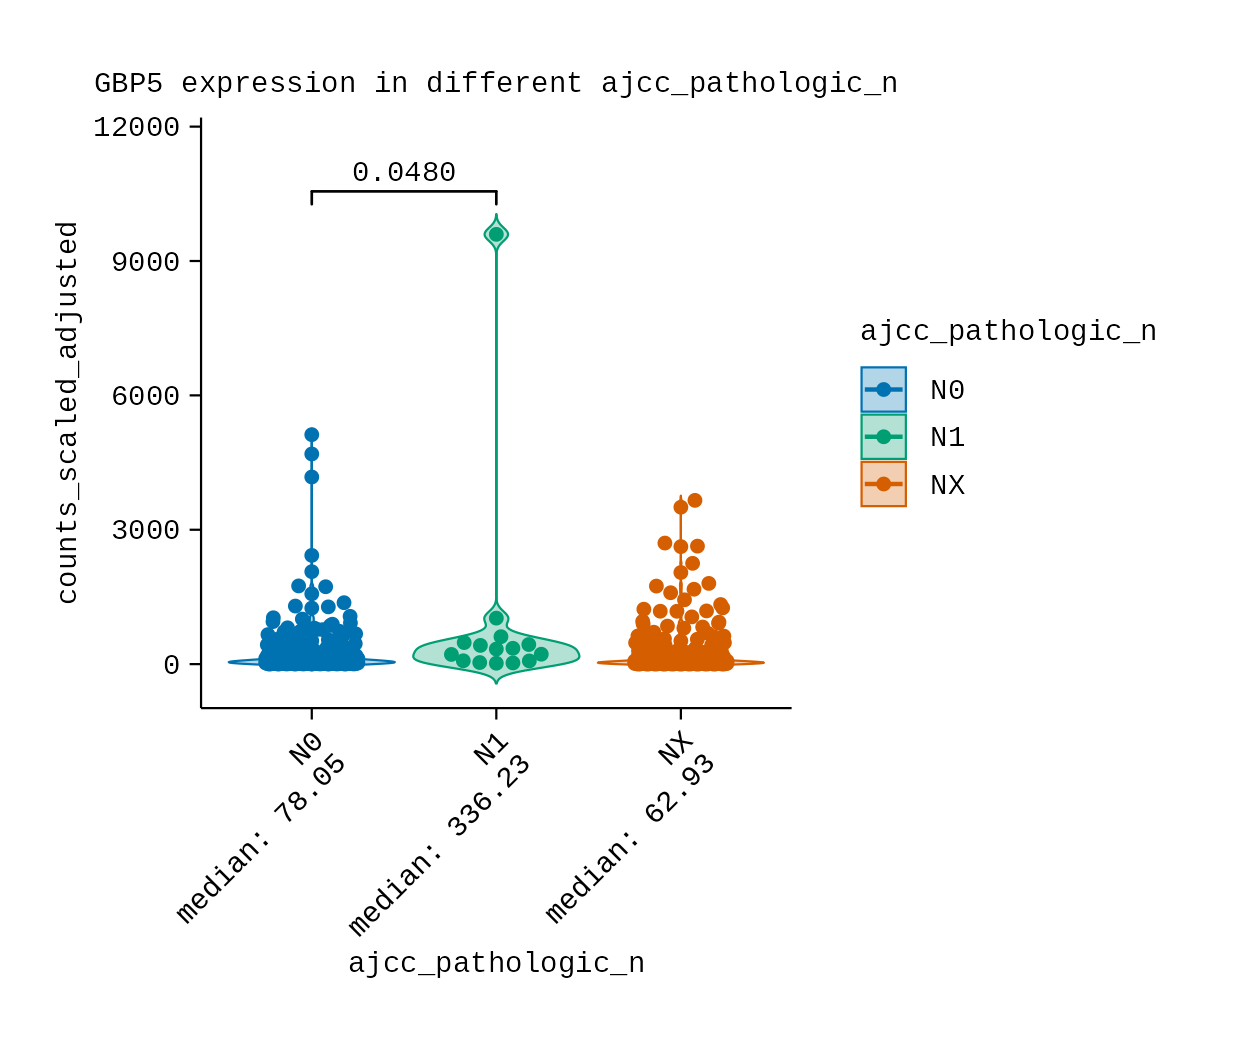 GBP5 expression in different ajcc_pathologic_n
12000
9000
6000
3000
0
counts_scaled_adjusted
0.0480
N0
median: 78.05
N1
median: 336.23
NX
median: 62.93
ajcc_pathologic_n
ajcc_pathologic_n
N0
N1
NX